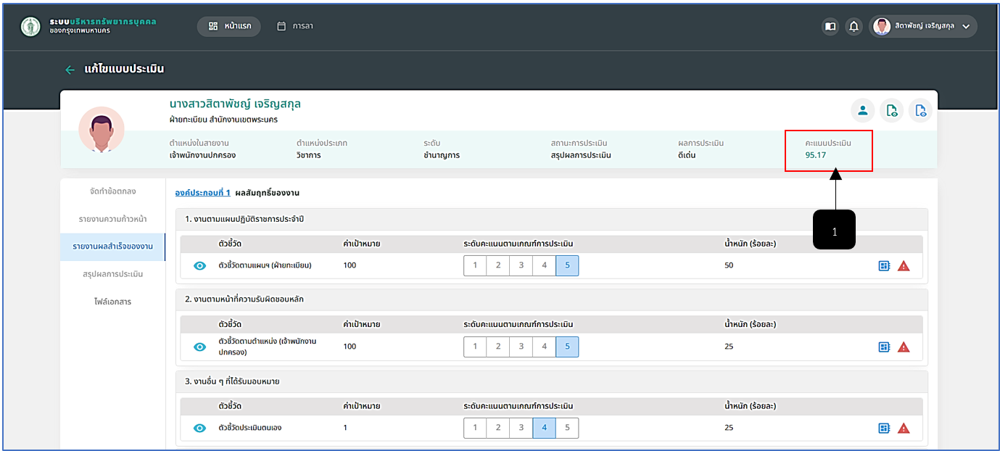 ระบบบริหารทรัพยากรบุคคล
ของกรุงเทพมหานคร
หน้าแรก
การลา
สิตาพัชญ์ เจริญสกุล
แก้ไขแบบประเมิน
นางสาวสิตาพัชญ์ เจริญสกุล
ฝ่ายทะเบียน สำนักงานเขตพระนคร
ตำแหน่งในสายงาน ตำแหน่งประเภท ระดับ สถานะการประเมิน ผลการประเมิน คะแนนประเมิน
เจ้าพนักงานปกครอง วิชาการ ชำนาญการ สรุปผลการประเมิน ดีเด่น 95.17
1
จัดทำข้อตกลง
รายงานความก้าวหน้า
รายงานผลสำเร็จของงาน
สรุปผลการประเมิน
ไฟล์เอกสาร
องค์ประกอบที่ 1 ผลสัมฤทธิ์ของงาน
1. งานตามแผนปฏิบัติราชการประจำปี
ตัวชี้วัด ค่าเป้าหมาย ระดับคะแนนตามเกณฑ์การประเมิน น้ำหนัก (ร้อยละ)
ตัวชี้วัดตามแผนฯ (ฝ่ายทะเบียน) 100 1 2 3 4 5 50
2. งานตามหน้าที่ความรับผิดชอบหลัก
ตัวชี้วัด ค่าเป้าหมาย ระดับคะแนนตามเกณฑ์การประเมิน น้ำหนัก (ร้อยละ)
ตัวชี้วัดตามตำแหน่ง (เจ้าพนักงาน
ปกครอง) 100 1 2 3 4 5 25
3. งานอื่น ๆ ที่ได้รับมอบหมาย
ตัวชี้วัด ค่าเป้าหมาย ระดับคะแนนตามเกณฑ์การประเมิน น้ำหนัก (ร้อยละ)
ตัวชี้วัดประเมินตนเอง 1 1 2 3 4 5 25